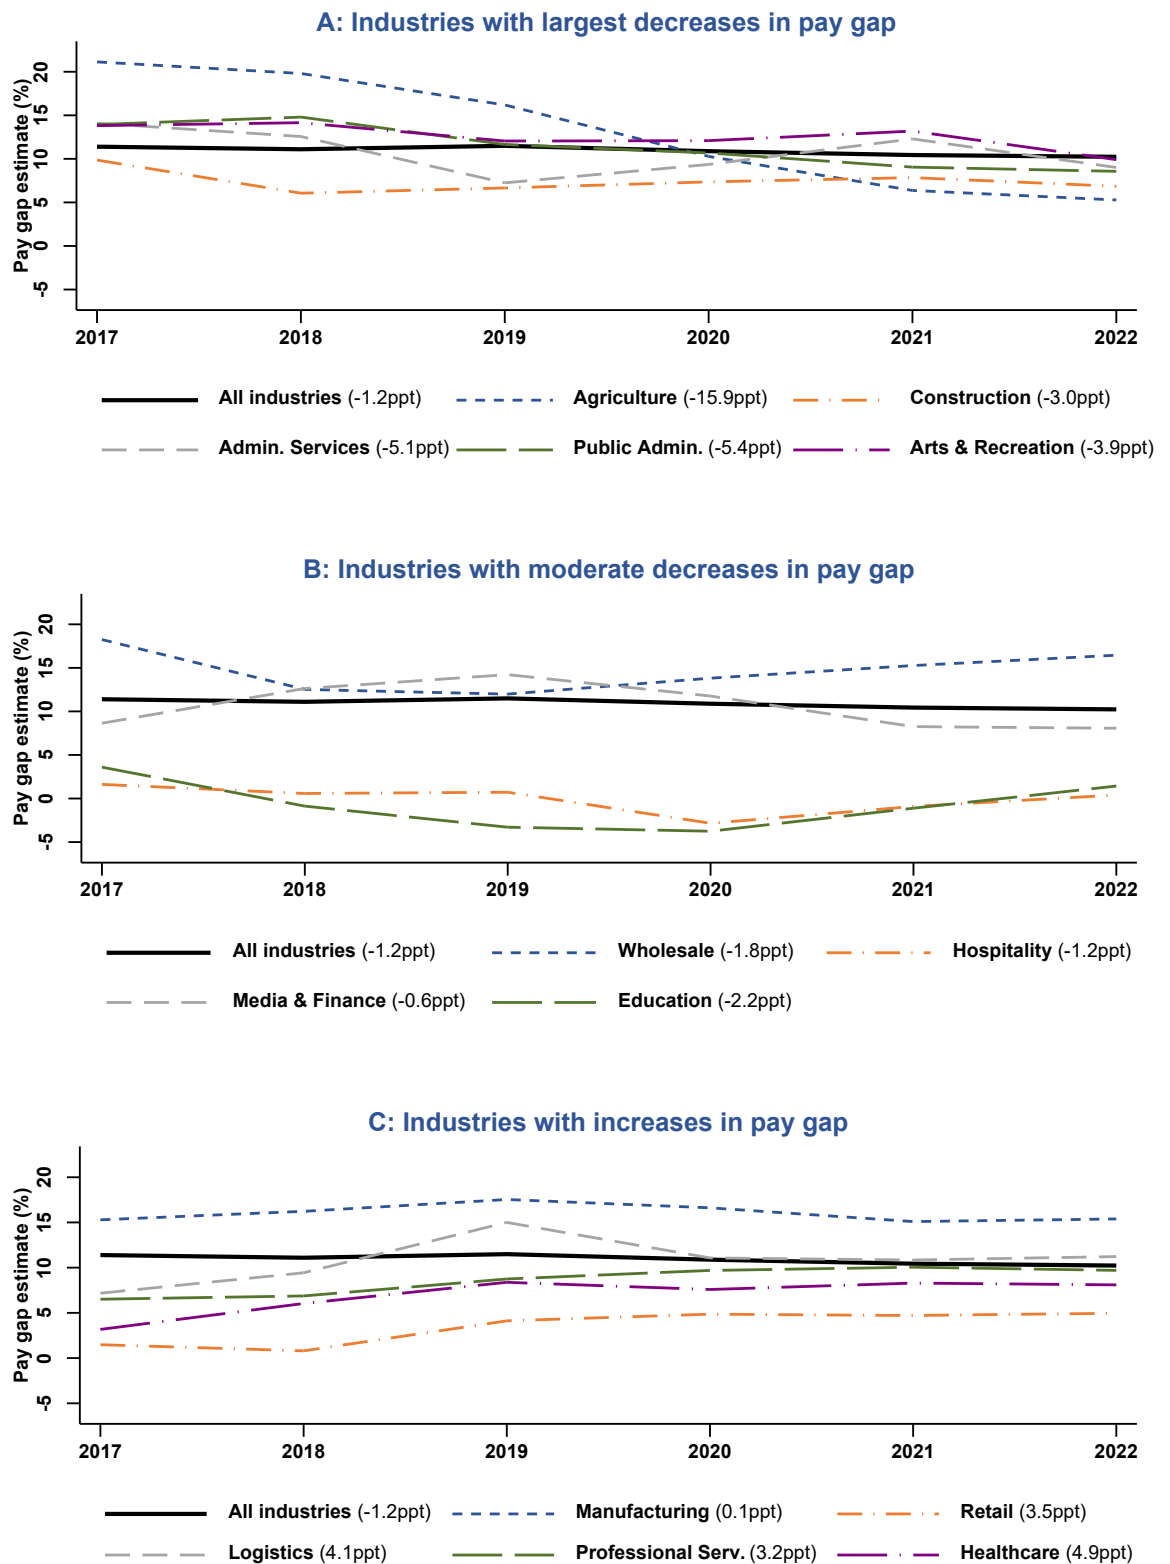 A: Industries with largest decreases in pay gap
Pay gap estimate (%)
20
15
10
5
0
-5
2017 2018 2019 2020 2021 2022
All industries (-1.2ppt) Agriculture (-15.9ppt) Construction (-3.0ppt)
Admin. Services (-5.1ppt) Public Admin. (-5.4ppt) Arts & Recreation (-3.9ppt)
B: Industries with moderate decreases in pay gap
Pay gap estimate (%)
20
15
10
5
0
-5
2017 2018 2019 2020 2021 2022
All industries (-1.2ppt) Wholesale (-1.8ppt) Hospitality (-1.2ppt)
Media & Finance (-0.6ppt) Education (-2.2ppt)
C: Industries with increases in pay gap
Pay gap estimate (%)
20
15
10
5
0
-5
2017 2018 2019 2020 2021 2022
All industries (-1.2ppt) Manufacturing (0.1ppt) Retail (3.5ppt)
Logistics (4.1ppt) Professional Serv. (3.2ppt) Healthcare (4.9ppt)